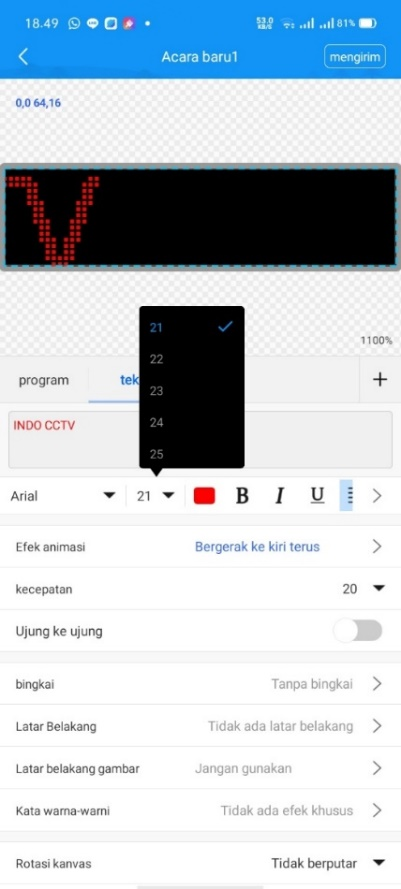 18.49 53.0 KB/S 81%
Acara baru1 mengirim
0,0 64,16
V
1100%
program tek
21
22
23
24
25
INDO CCTV
Arial 21 B I U
Efek animasi Bergerak ke kiri terus
kecepatan 20
Ujung ke ujung
bingkai Tanpa bingkai
Latar Belakang Tidak ada latar belakang
Latar belakang gambar Jangan gunakan
Kata warna-warni Tidak ada efek khusus
Rotasi kanvas Tidak berputar